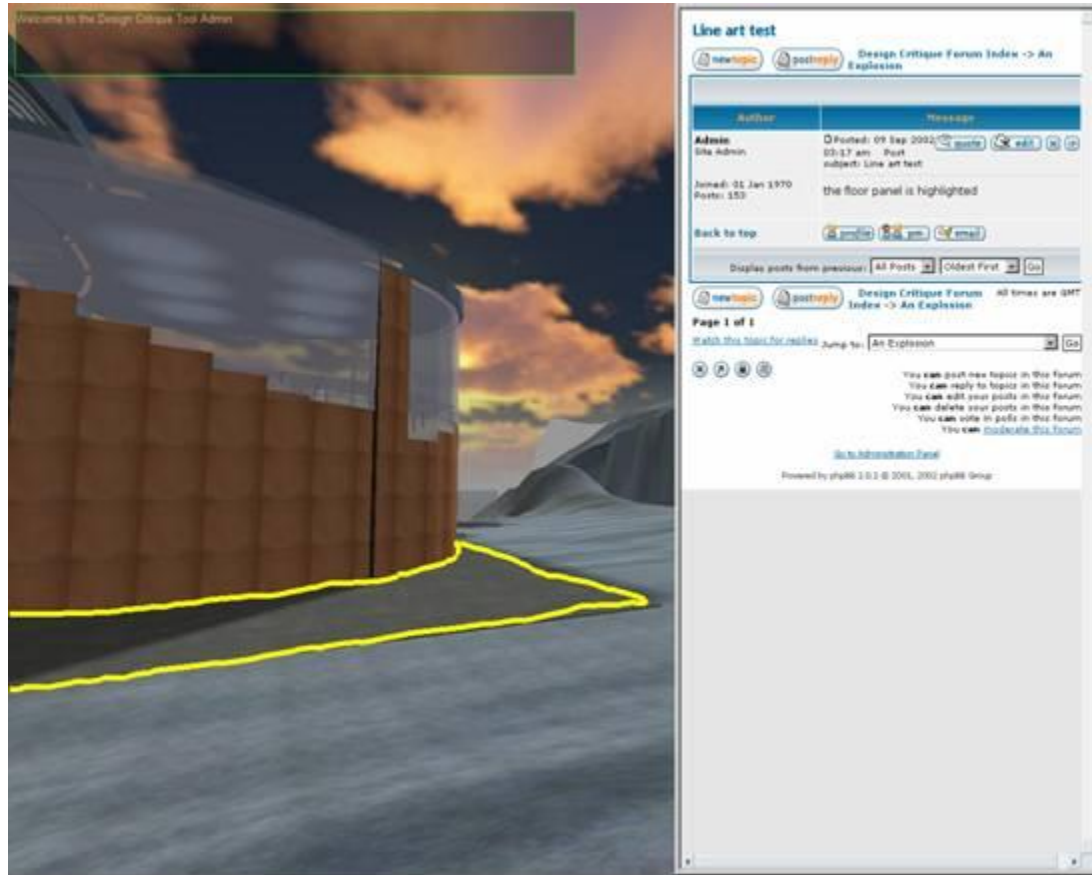 Welcome to the Design Critique Tool Admin
Line art test
newtopic postreply Design Critique Forum Index -> An
Explosion
Author Message
Admin
Site Admin
Posted: 09 Sep 2002 quote edit
03:17 am Post
subject: Line art test
Joined: 01 Jan 1970
Posts: 153
the floor panel is highlighted
Back to top profile pm email
Display posts from previous: All Posts Oldest First Go
newtopic postreply Design Critique Forum All times are GMT
Index -> An Explosion
Page 1 of 1
Watch this topic for replies Jump to: An Explosion Go
You can post new topics in this forum
You can reply to topics in this forum
You can edit your posts in this forum
You can delete your posts in this forum
You can vote in polls in this forum
You can moderate this forum
Go to Administration Panel
Powered by phpBB © 2001, 2002 phpBB Group